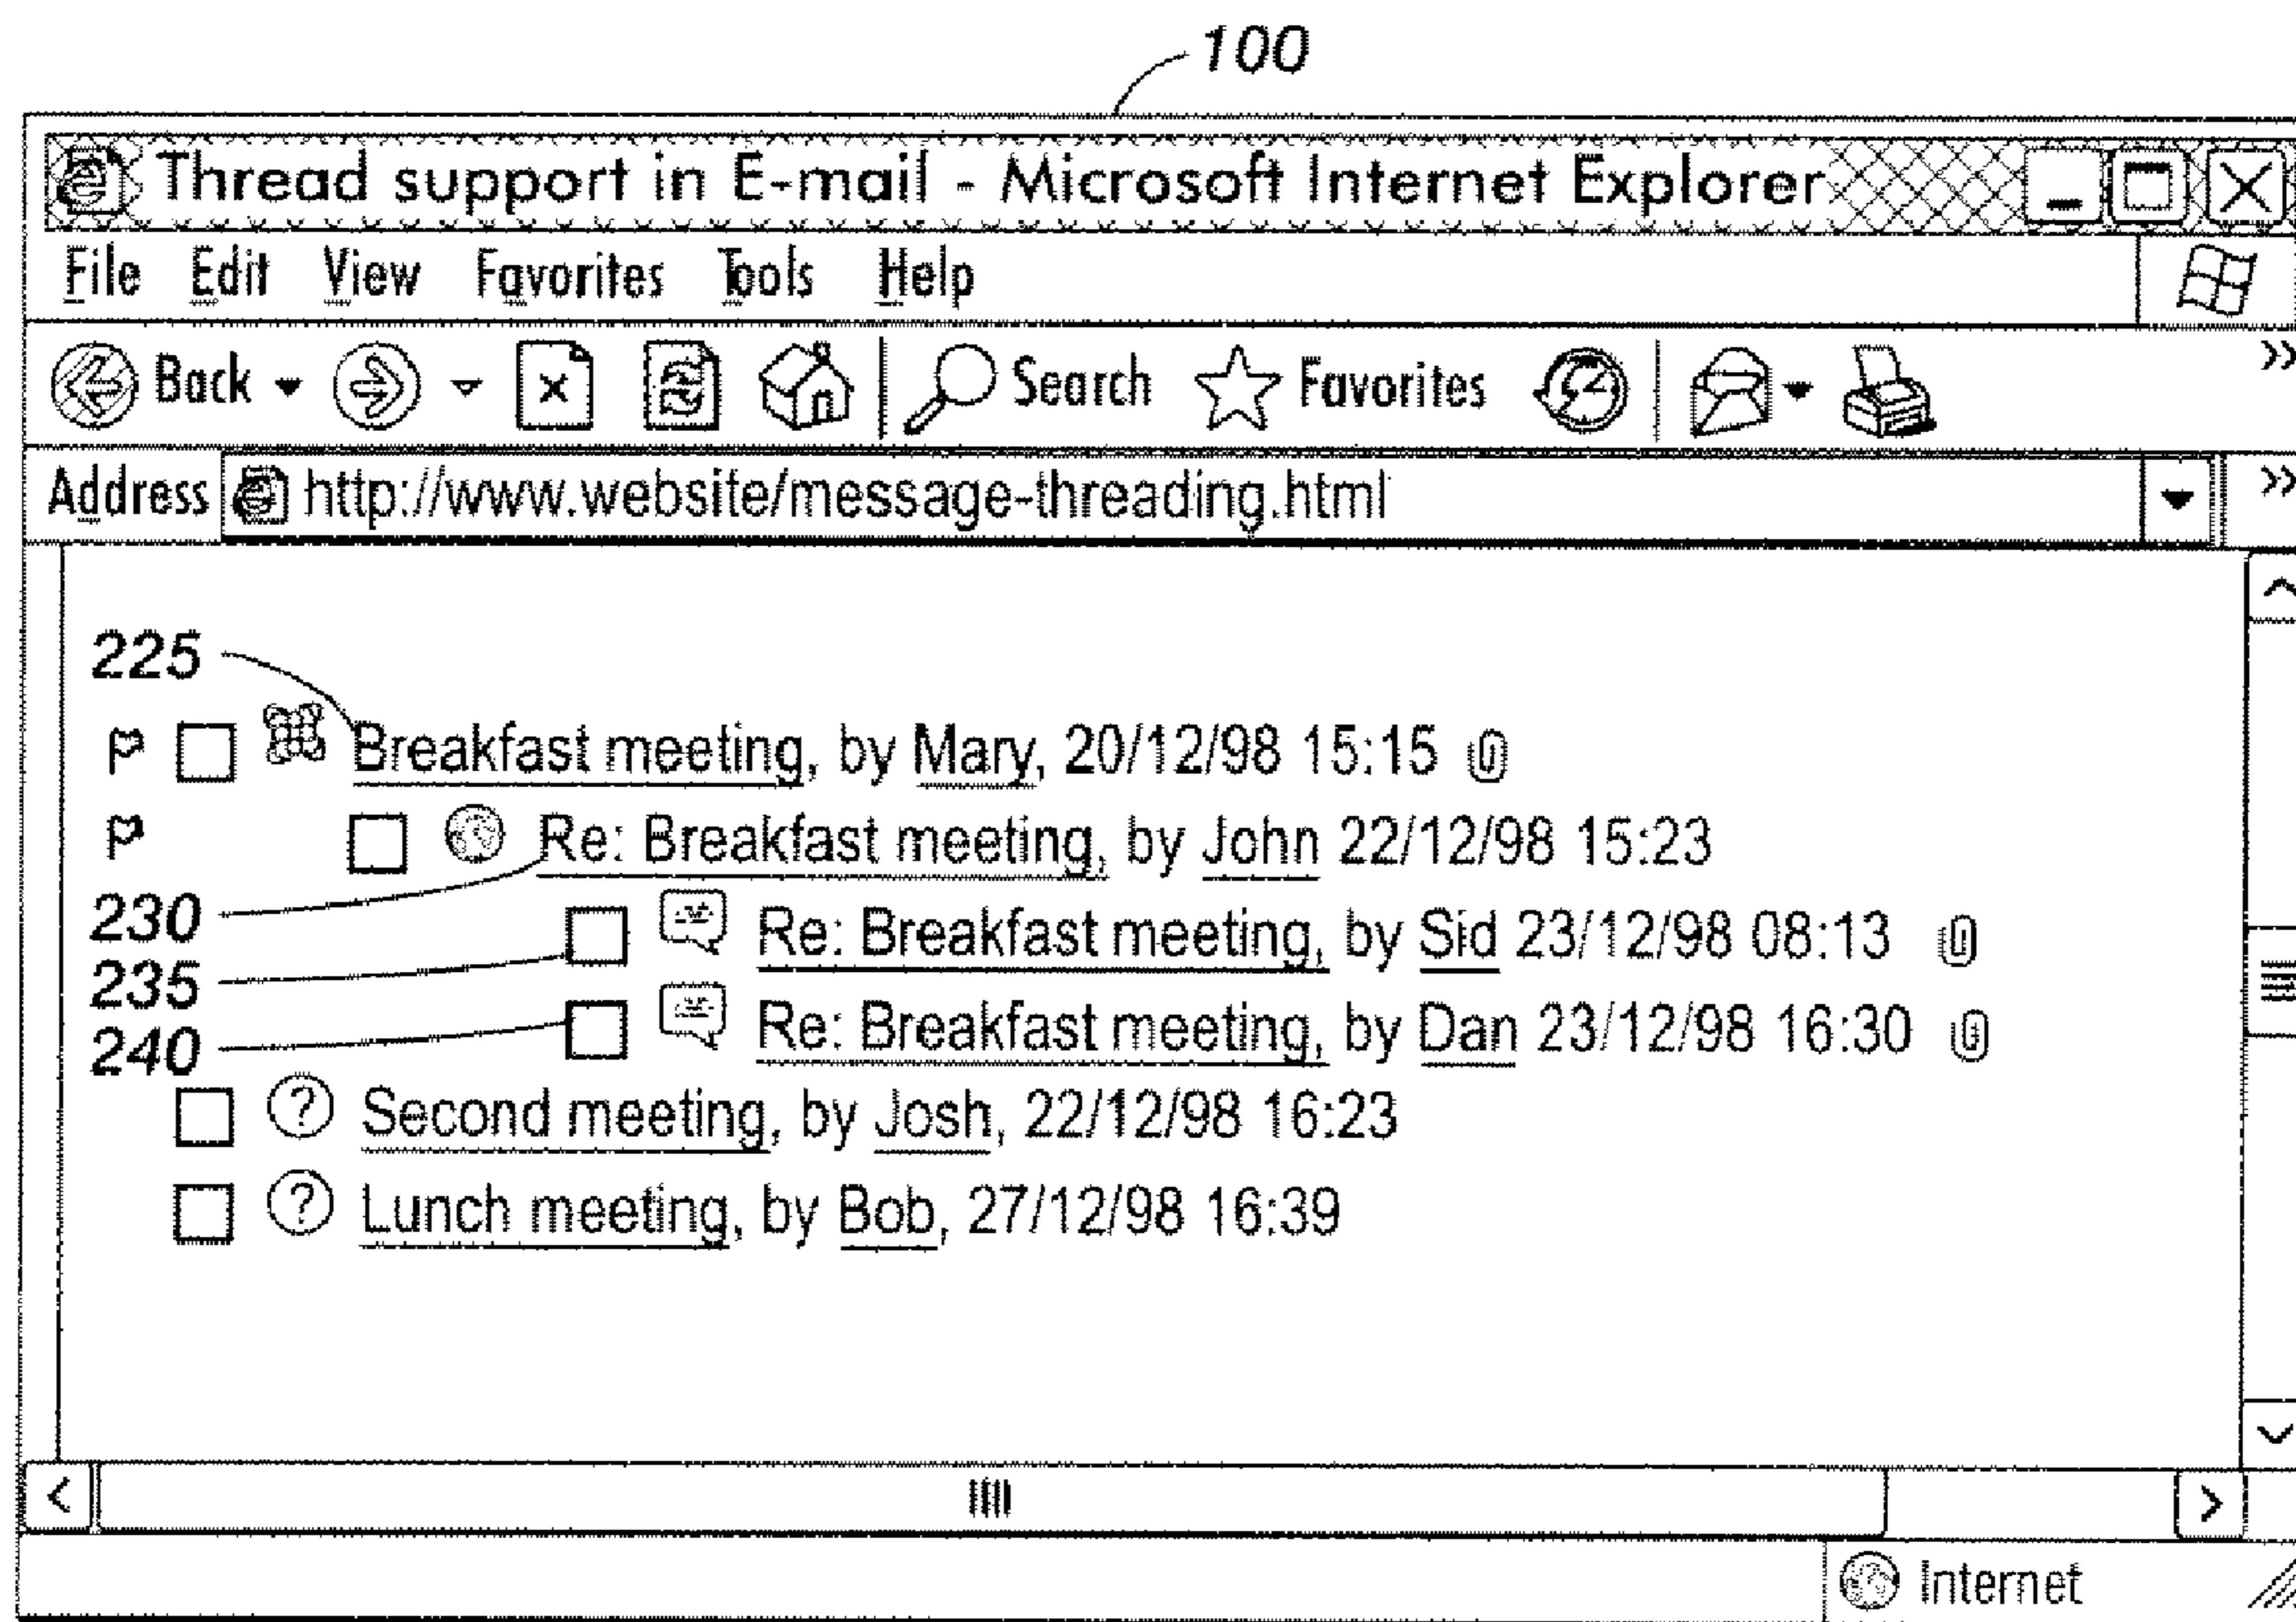 100
Thread support in E-mail - Microsoft Internet Explorer
File Edit View Favorites Tools Help
Back Search Favorites
Address http://www.website/message-threading.html
225
Breakfast meeting, by Mary, 20/12/98 15:15
Re: Breakfast meeting, by John 22/12/98 15:23
230
Re: Breakfast meeting, by Sid 23/12/98 08:13
235
Re: Breakfast meeting, by Dan 23/12/98 16:30
240
Second meeting, by Josh, 22/12/98 16:23
Lunch meeting, by Bob, 27/12/98 16:39
Internet